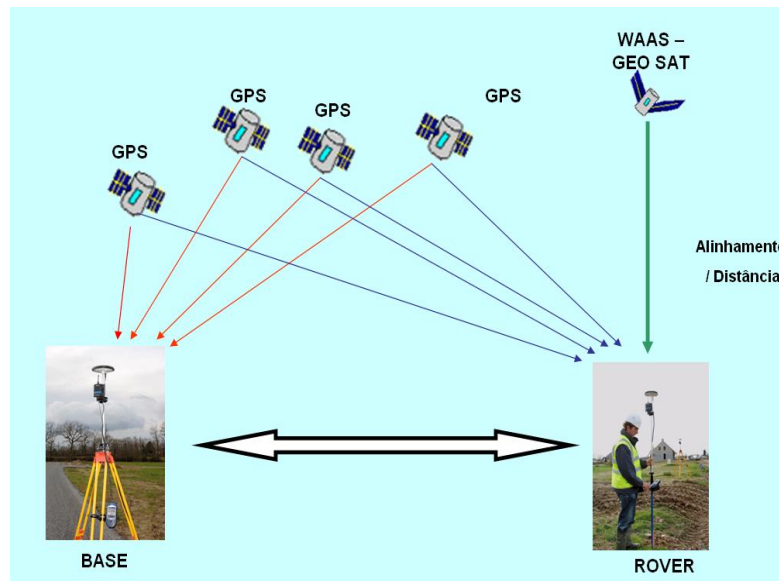 WAAS –
GEO SAT
GPS
GPS
GPS
GPS
Alinhamento
/ Distância
BASE
ROVER